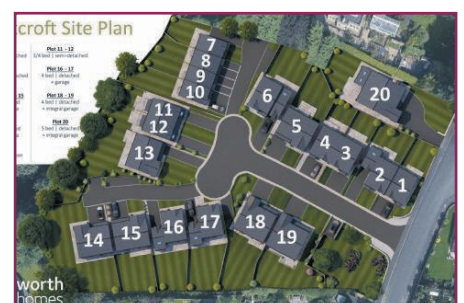 croft Site Plan
Plot 11 - 12
3/4 bed | semi-detached
Plot 16 - 17
4 bed | detached
+ garage
Plot 18 - 19
4 bed | detached
+ integral garage
Plot 20
5 bed | detached
+ integral garage
7
8
9
10
6
20
11
12
5
4
3
13
2
1
14
15
16
17
18
19
worth
homes